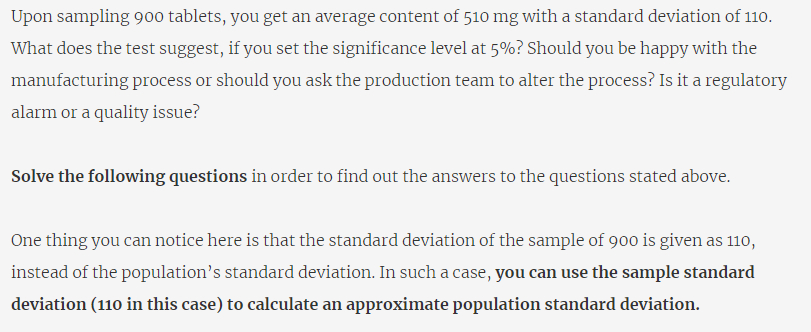 Upon sampling 900 tablets, you get an average content of 510 mg with a standard deviation of 110.
What does the test suggest, if you set the significance level at 5%? Should you be happy with the
manufacturing process or should you ask the production team to alter the process? Is it a regulatory
alarm or a quality issue?
Solve the following questions in order to find out the answers to the questions stated above.
One thing you can notice here is that the standard deviation of the sample of 900 is given as 110,
instead of the population’s standard deviation. In such a case, you can use the sample standard
deviation (110 in this case) to calculate an approximate population standard deviation.